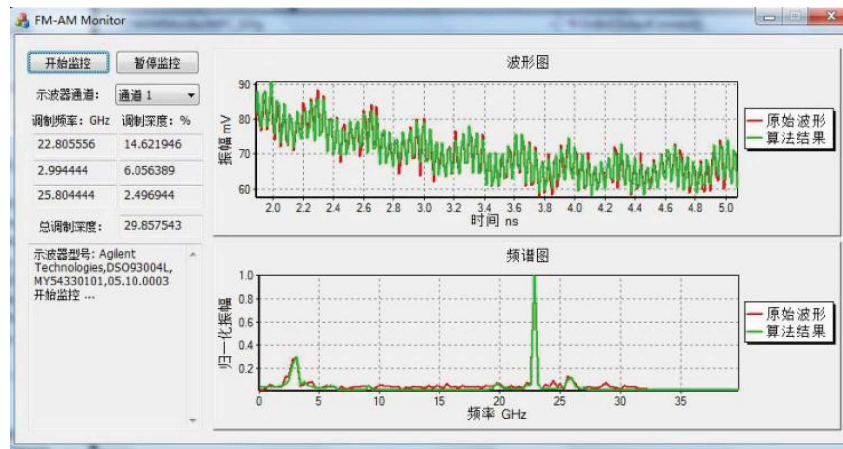 FM-AM Monitor
开始监控 暂停监控
示波器通道： 通道 1
调制频率：GHz 调制深度：%
22.805556 14.621946
2.994444 6.056389
25.804444 2.496944
总调制深度： 29.857543
示波器型号: Agilent
Technologies,DSO93004L,
MY54330101,05.10.0003
开始监控 ...
波形图
振幅 mV
90
80
70
60
2.0 2.2 2.4 2.6 2.8 3.0 3.2 3.4 3.6 3.8 4.0 4.2 4.4 4.6 4.8 5.0
时间 ns
原始波形
算法结果
频谱图
归一化振幅
1.0
0.8
0.6
0.4
0.2
0 5 10 15 20 25 30 35
频率 GHz
原始波形
算法结果